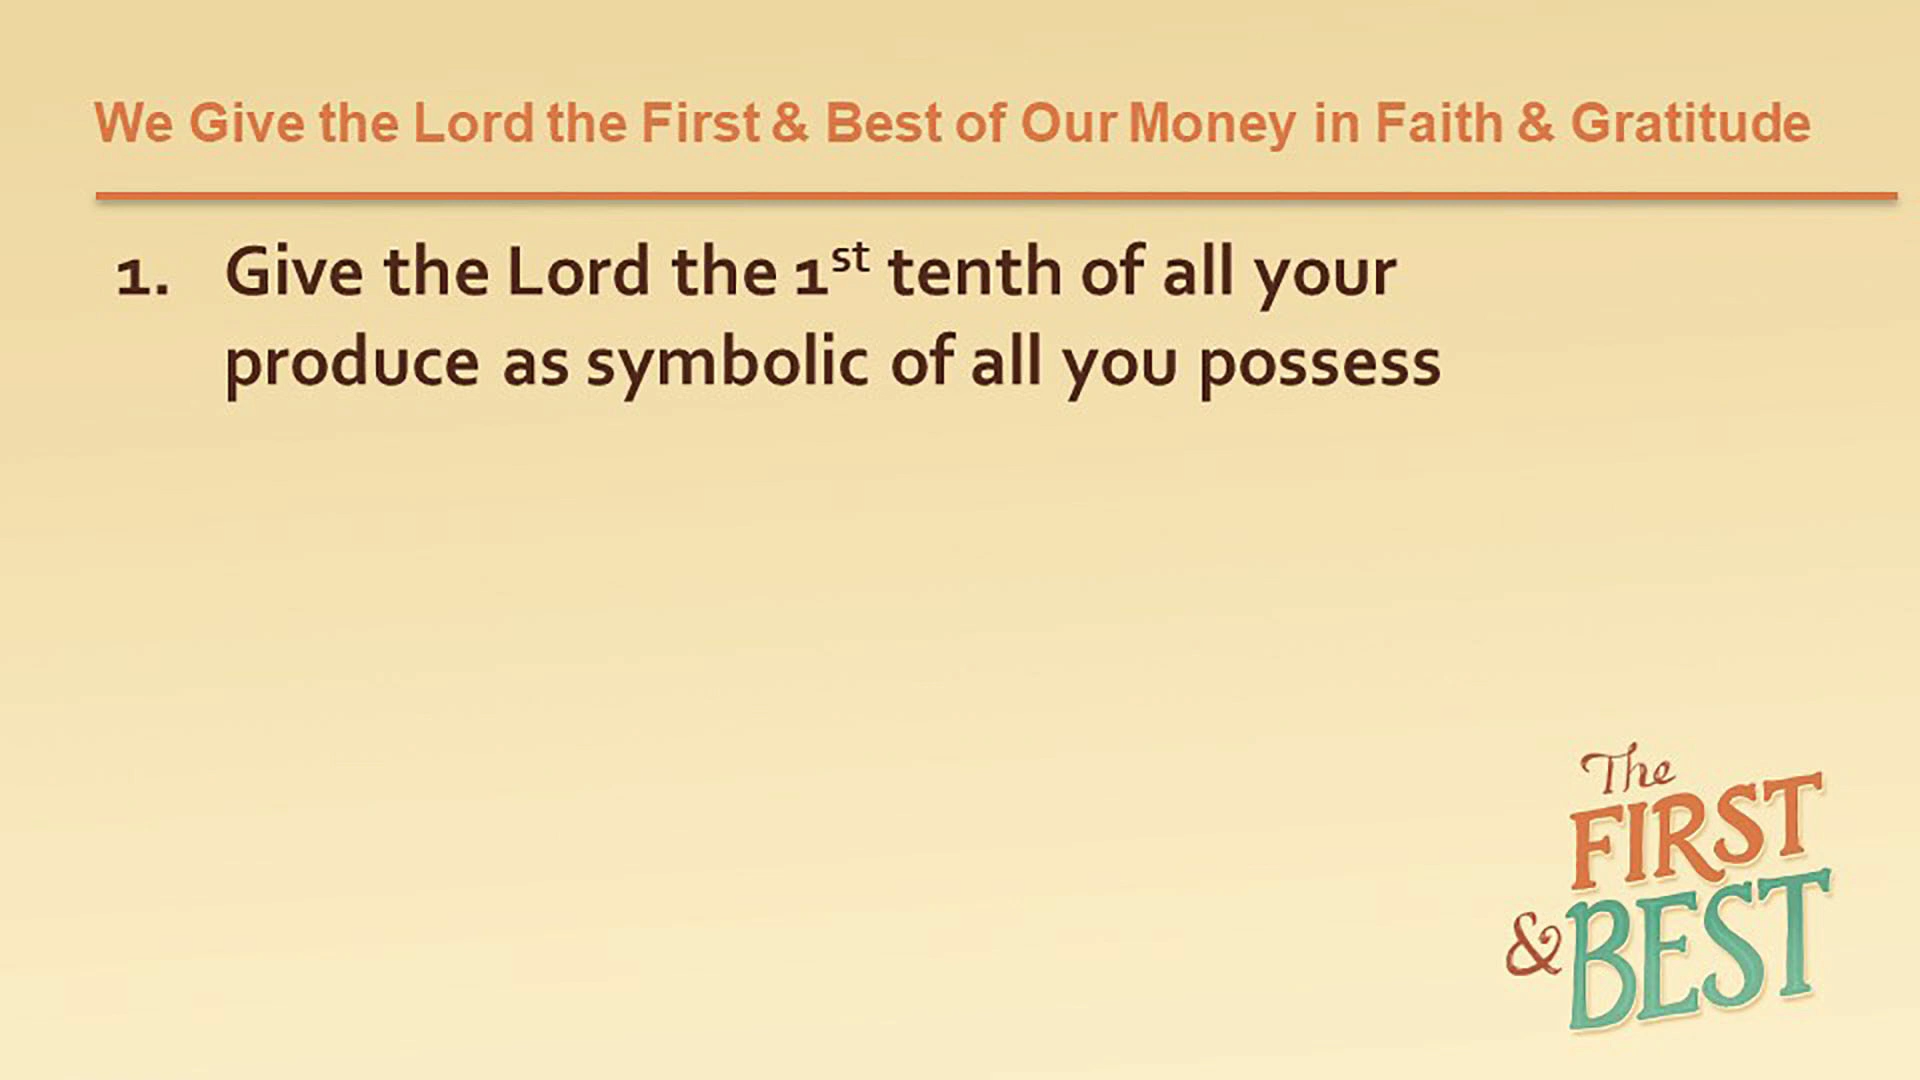 We Give the Lord the First & Best of Our Money in Faith & Gratitude
1. Give the Lord the 1st tenth of all your
produce as symbolic of all you possess
The
FIRST
& BEST